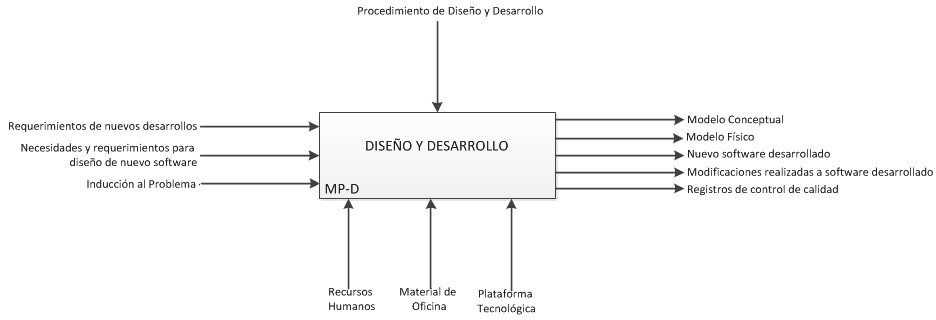 Procedimiento de Diseño y Desarrollo
Requerimientos de nuevos desarrollos
Necesidades y requerimientos para
diseño de nuevo software
Inducción al Problema
DISEÑO Y DESARROLLO
MP-D
Modelo Conceptual
Modelo Físico
Nuevo software desarrollado
Modificaciones realizadas a software desarrollado
Registros de control de calidad
Recursos
Humanos
Material de
Oficina
Plataforma
Tecnológica